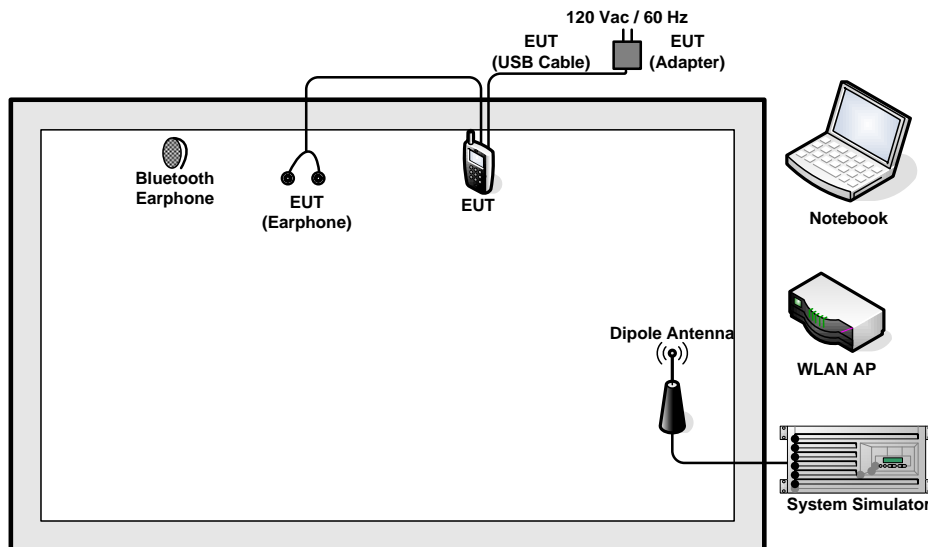 120 Vac / 60 Hz
EUT
(USB Cable)
EUT
(Adapter)
Bluetooth
Earphone
EUT
(Earphone)
EUT
Notebook
Dipole Antenna
WLAN AP
System Simulator